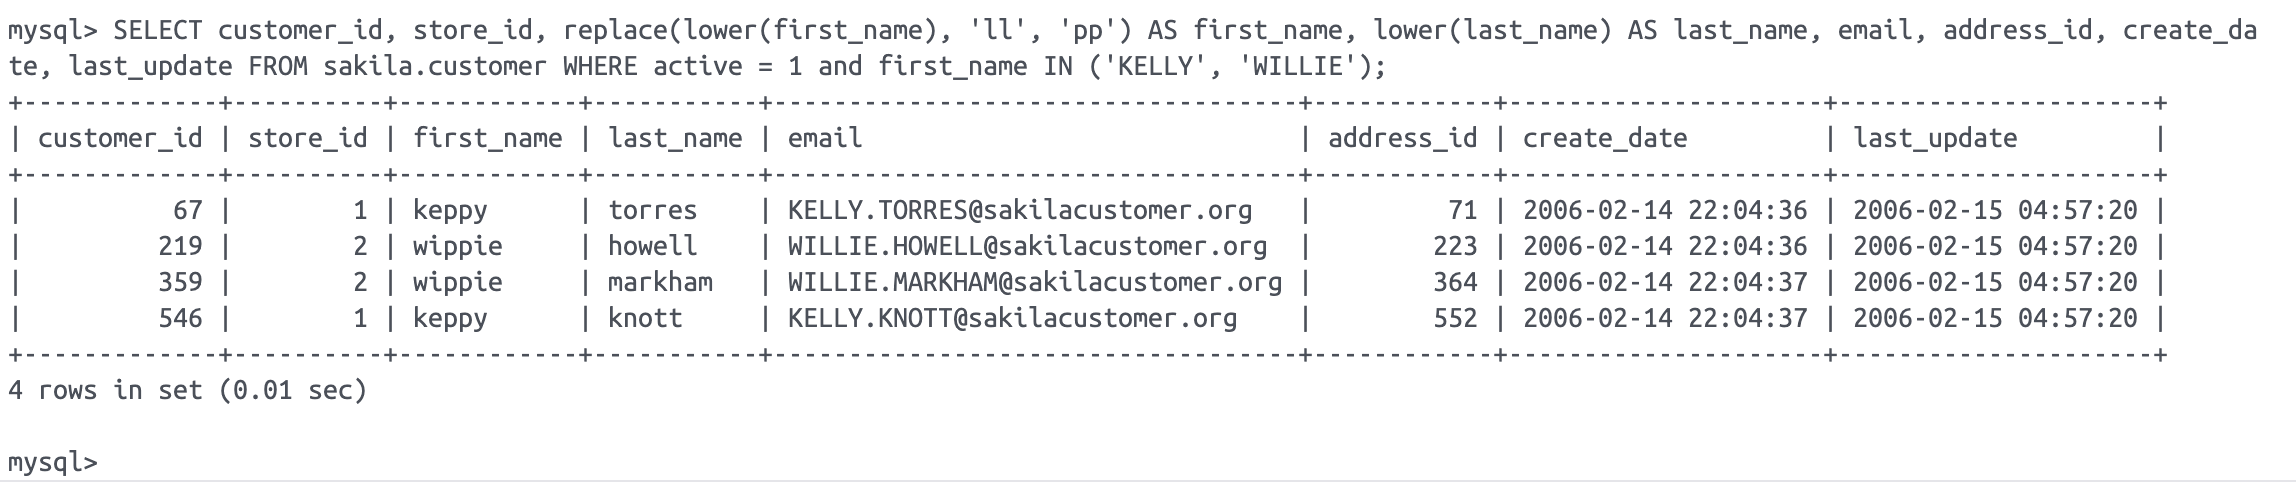 mysql> SELECT customer_id, store_id, replace(lower(first_name), 'll', 'pp') AS first_name, lower(last_name) AS last_name, email, address_id, create_da
te, last_update FROM sakila.customer WHERE active = 1 and first_name IN ('KELLY', 'WILLIE');
+-------------+----------+------------+-----------+-----------------------------------+------------+---------------------+---------------------+
| customer_id | store_id | first_name | last_name | email                             | address_id | create_date         | last_update         |
+-------------+----------+------------+-----------+-----------------------------------+------------+---------------------+---------------------+
|          67 |        1 | keppy      | torres    | KELLY.TORRES@sakilacustomer.org   |         71 | 2006-02-14 22:04:36 | 2006-02-15 04:57:20 |
|         219 |        2 | wippie     | howell    | WILLIE.HOWELL@sakilacustomer.org  |        223 | 2006-02-14 22:04:36 | 2006-02-15 04:57:20 |
|         359 |        2 | wippie     | markham   | WILLIE.MARKHAM@sakilacustomer.org |        364 | 2006-02-14 22:04:37 | 2006-02-15 04:57:20 |
|         546 |        1 | keppy      | knott     | KELLY.KNOTT@sakilacustomer.org    |        552 | 2006-02-14 22:04:37 | 2006-02-15 04:57:20 |
+-------------+----------+------------+-----------+-----------------------------------+------------+---------------------+---------------------+
4 rows in set (0.01 sec)

mysql>